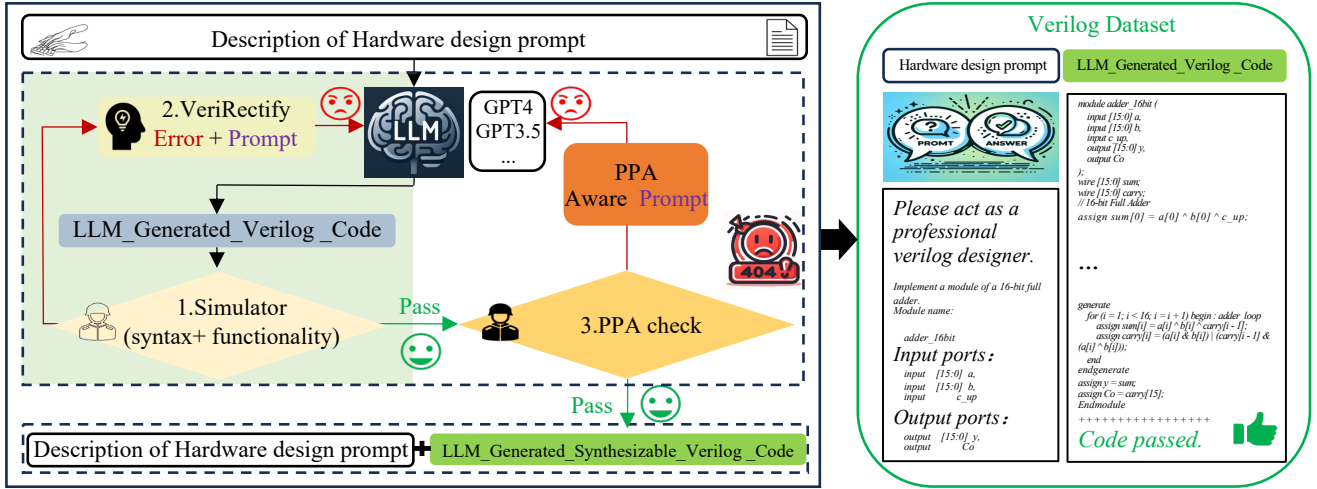 Description of Hardware design prompt
2.VeriRectify
Error + Prompt
LLM
GPT4
GPT3.5
...
PPA
Aware Prompt
LLM_Generated_Verilog _Code
404
1.Simulator
(syntax+ functionality)
Pass
3.PPA check
Pass
Description of Hardware design prompt
+
LLM_Generated_Synthesizable_Verilog _Code
Verilog Dataset
Hardware design prompt
LLM_Generated_Verilog _Code
?
PROMT
ANSWER
Please act as a
professional
verilog designer.
Implement a module of a 16-bit full
adder.
Module name:
adder_16bit
Input ports：
input [15:0] a,
input [15:0] b,
input c_up
Output ports：
output [15:0] y,
output Co
module adder_16bit (
input [15:0] a,
input [15:0] b,
input c_up,
output [15:0] y,
output Co
);
wire [15:0] sum;
wire [15:0] carry;
// 16-bit Full Adder
assign sum[0] = a[0] ^ b[0] ^ c_up;
...
generate
for (i = 1; i < 16; i = i + 1) begin : adder_loop
assign sum[i] = a[i] ^ b[i] ^ carry[i - 1];
assign carry[i] = (a[i] & b[i]) | (carry[i - 1] &
(a[i] ^ b[i]));
end
endgenerate
assign y = sum;
assign Co = carry[15];
Endmodule
+ + + + + + + + + + + + + + + + +
Code passed.